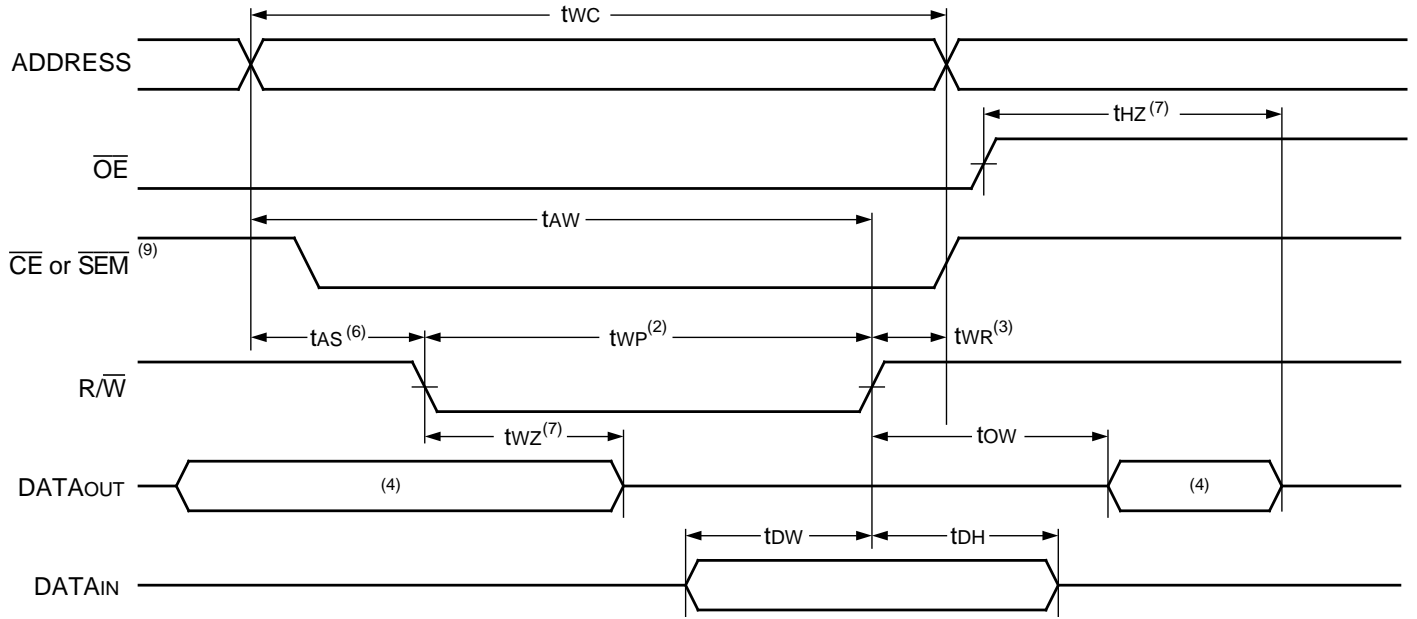 tWC
ADDRESS
tHZ (7)
OE
tAW
CE or SEM (9)
tAS (6)
tWP (2)
tWR (3)
R/W
tWZ (7)
tOW
DATAOUT
(4)
(4)
tDW
tDH
DATAIN